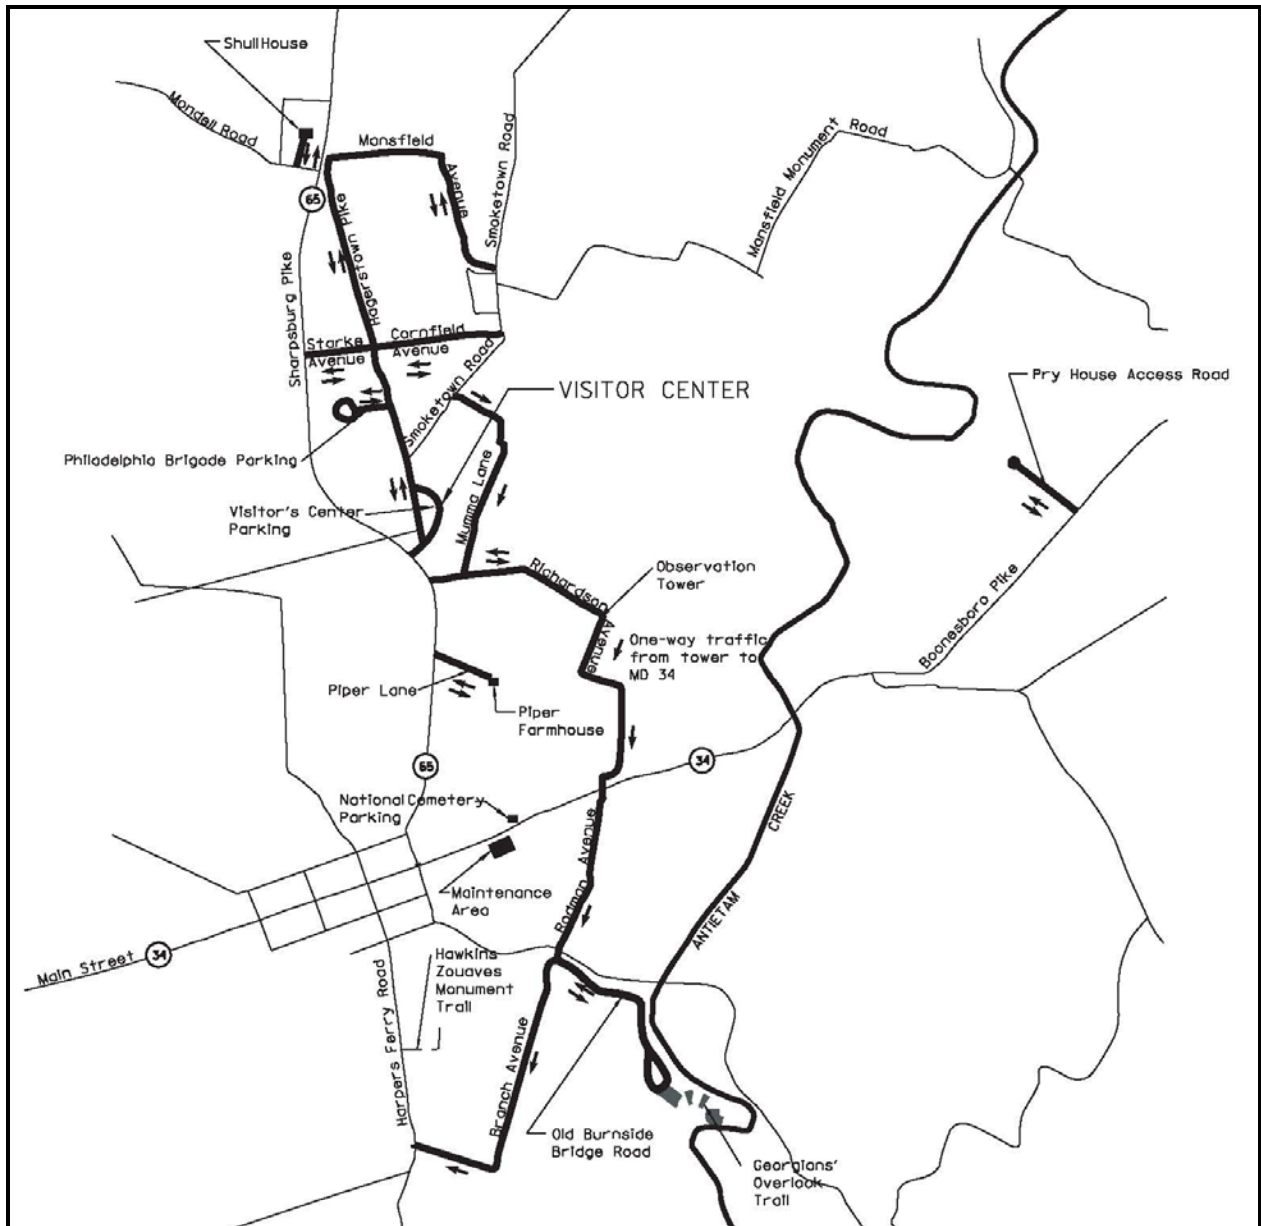 Shull House
Mondell Road
Mansfield
Avenue
Smoketown Road
Mansfield Monument
Road
65
Hagerstown Pike
Sharpsburg Pike
Starke
Avenue
Cornfield
Avenue
Smoketown Road
VISITOR CENTER
Pry House Access Road
Philadelphia Brigade Parking
Visitor's Center
Parking
Mumma Lane
Richardson
Avenue
Observation
Tower
One-way traffic
from tower to
MD 34
Boonesboro Pike
Piper Lane
Piper
Farmhouse
65
34
National Cemetery
Parking
CREEK
ANTIETAM
Rodman Avenue
Maintenance
Area
Main Street
34
Hawkins
Zouaves
Monument
Trail
Harpers Ferry Road
Branch Avenue
Old Burnside
Bridge Road
Georgians'
Overlook
Trail